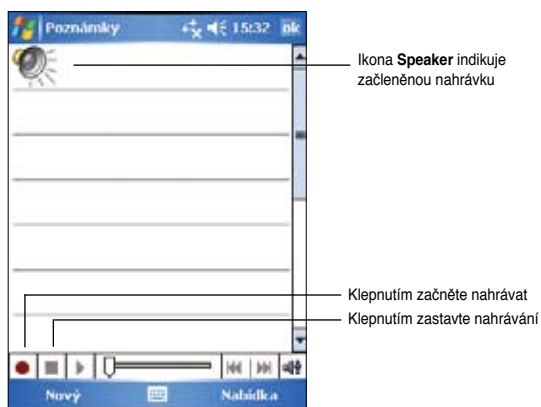 Poznámky 15:32 ok
Ikona Speaker indikuje
začleněnou nahrávku
Klepnutím začněte nahrávat
Klepnutím zastavte nahrávání
Nový Nabídka